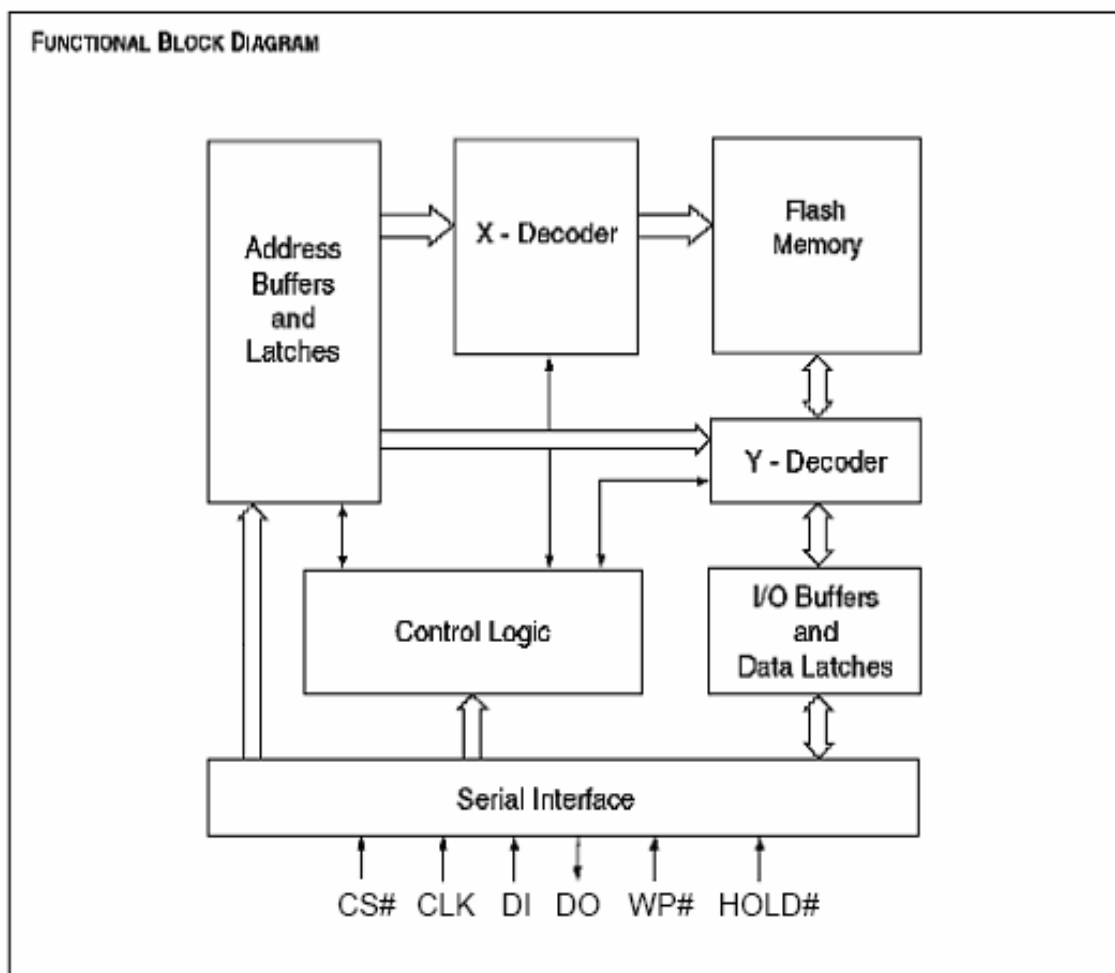 FUNCTIONAL BLOCK DIAGRAM
Address
Buffers
and
Latches
X - Decoder
Flash
Memory
Y - Decoder
Control Logic
I/O Buffers
and
Data Latches
Serial Interface
CS# CLK DI DO WP# HOLD#